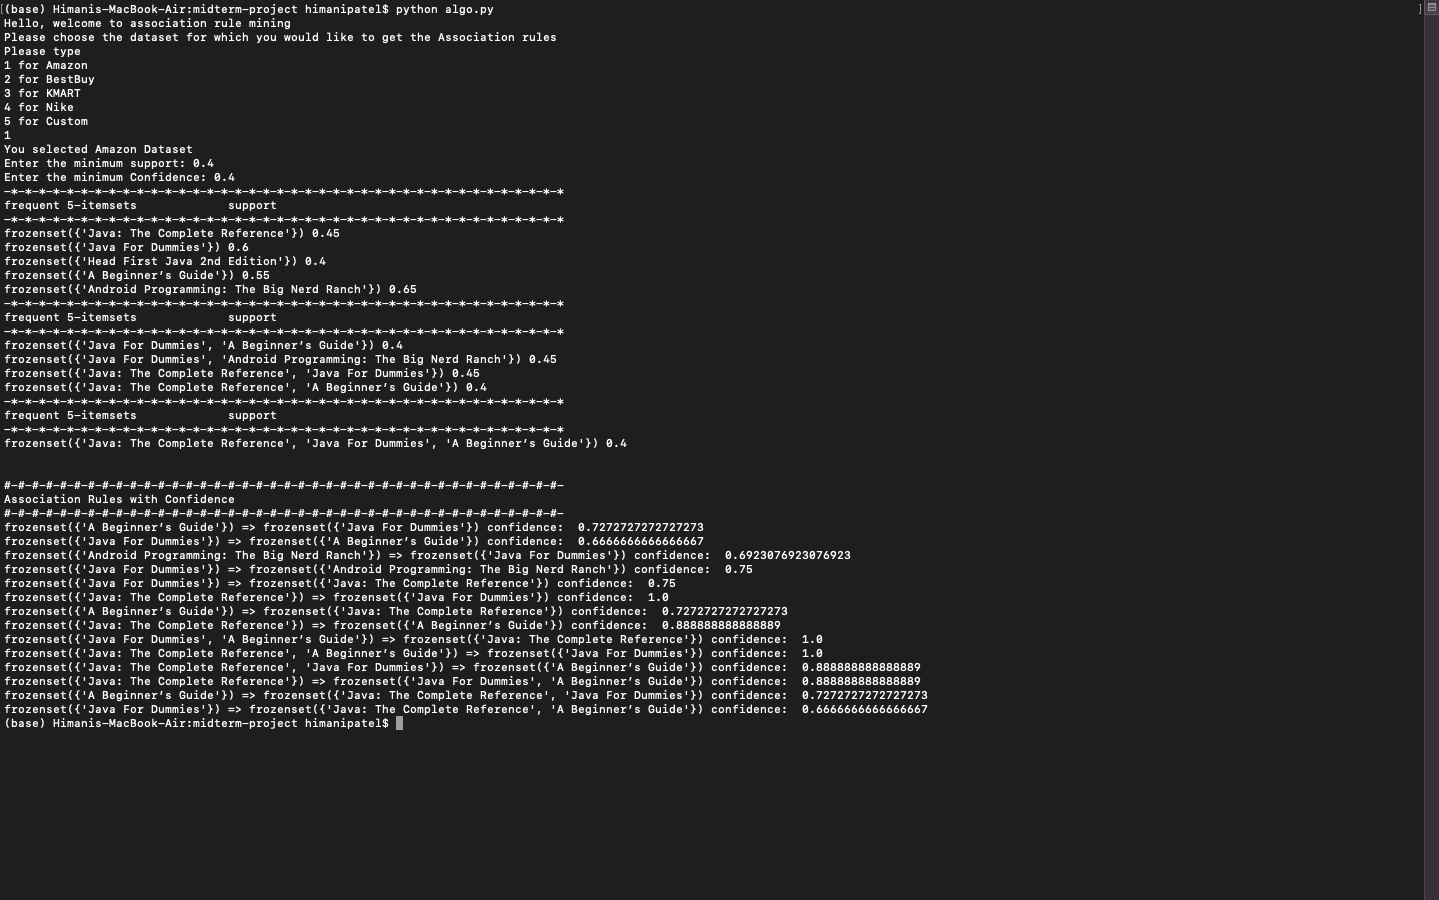 [(base) Himanis-MacBook-Air:midterm-project himanipatel$ python algo.py ]
Hello, welcome to association rule mining
Please choose the dataset for which you would like to get the Association rules
Please type
1 for Amazon
2 for BestBuy
3 for KMART
4 for Nike
5 for Custom
1
You selected Amazon Dataset
Enter the minimum support: 0.4
Enter the minimum Confidence: 0.4
-*-*-*-*-*-*-*-*-*-*-*-*-*-*-*-*-*-*-*-*-*-*-*-*-*-*-*-*-*-*-*-*-*-*-*-*-*-*-*-*
frequent 5-itemsets             support
-*-*-*-*-*-*-*-*-*-*-*-*-*-*-*-*-*-*-*-*-*-*-*-*-*-*-*-*-*-*-*-*-*-*-*-*-*-*-*-*
frozenset({'Java: The Complete Reference'}) 0.45
frozenset({'Java For Dummies'}) 0.6
frozenset({'Head First Java 2nd Edition'}) 0.4
frozenset({'A Beginner’s Guide'}) 0.55
frozenset({'Android Programming: The Big Nerd Ranch'}) 0.65
-*-*-*-*-*-*-*-*-*-*-*-*-*-*-*-*-*-*-*-*-*-*-*-*-*-*-*-*-*-*-*-*-*-*-*-*-*-*-*-*
frequent 5-itemsets             support
-*-*-*-*-*-*-*-*-*-*-*-*-*-*-*-*-*-*-*-*-*-*-*-*-*-*-*-*-*-*-*-*-*-*-*-*-*-*-*-*
frozenset({'Java For Dummies', 'A Beginner’s Guide'}) 0.4
frozenset({'Java For Dummies', 'Android Programming: The Big Nerd Ranch'}) 0.45
frozenset({'Java: The Complete Reference', 'Java For Dummies'}) 0.45
frozenset({'Java: The Complete Reference', 'A Beginner’s Guide'}) 0.4
-*-*-*-*-*-*-*-*-*-*-*-*-*-*-*-*-*-*-*-*-*-*-*-*-*-*-*-*-*-*-*-*-*-*-*-*-*-*-*-*
frequent 5-itemsets             support
-*-*-*-*-*-*-*-*-*-*-*-*-*-*-*-*-*-*-*-*-*-*-*-*-*-*-*-*-*-*-*-*-*-*-*-*-*-*-*-*
frozenset({'Java: The Complete Reference', 'Java For Dummies', 'A Beginner’s Guide'}) 0.4
#-#-#-#-#-#-#-#-#-#-#-#-#-#-#-#-#-#-#-#-#-#-#-#-#-#-#-#-#-#-#-#-#-#-#-#-#-#-#-#-
Association Rules with Confidence
#-#-#-#-#-#-#-#-#-#-#-#-#-#-#-#-#-#-#-#-#-#-#-#-#-#-#-#-#-#-#-#-#-#-#-#-#-#-#-#-
frozenset({'A Beginner’s Guide'}) => frozenset({'Java For Dummies'}) confidence:  0.7272727272727273
frozenset({'Java For Dummies'}) => frozenset({'A Beginner’s Guide'}) confidence:  0.6666666666666667
frozenset({'Android Programming: The Big Nerd Ranch'}) => frozenset({'Java For Dummies'}) confidence:  0.6923076923076923
frozenset({'Java For Dummies'}) => frozenset({'Android Programming: The Big Nerd Ranch'}) confidence:  0.75
frozenset({'Java For Dummies'}) => frozenset({'Java: The Complete Reference'}) confidence:  0.75
frozenset({'Java: The Complete Reference'}) => frozenset({'Java For Dummies'}) confidence:  1.0
frozenset({'A Beginner’s Guide'}) => frozenset({'Java: The Complete Reference'}) confidence:  0.7272727272727273
frozenset({'Java: The Complete Reference'}) => frozenset({'A Beginner’s Guide'}) confidence:  0.888888888888889
frozenset({'Java For Dummies', 'A Beginner’s Guide'}) => frozenset({'Java: The Complete Reference'}) confidence:  1.0
frozenset({'Java: The Complete Reference', 'A Beginner’s Guide'}) => frozenset({'Java For Dummies'}) confidence:  1.0
frozenset({'Java: The Complete Reference', 'Java For Dummies'}) => frozenset({'A Beginner’s Guide'}) confidence:  0.888888888888889
frozenset({'Java: The Complete Reference'}) => frozenset({'Java For Dummies', 'A Beginner’s Guide'}) confidence:  0.888888888888889
frozenset({'A Beginner’s Guide'}) => frozenset({'Java: The Complete Reference', 'Java For Dummies'}) confidence:  0.7272727272727273
frozenset({'Java For Dummies'}) => frozenset({'Java: The Complete Reference', 'A Beginner’s Guide'}) confidence:  0.6666666666666667
(base) Himanis-MacBook-Air:midterm-project himanipatel$